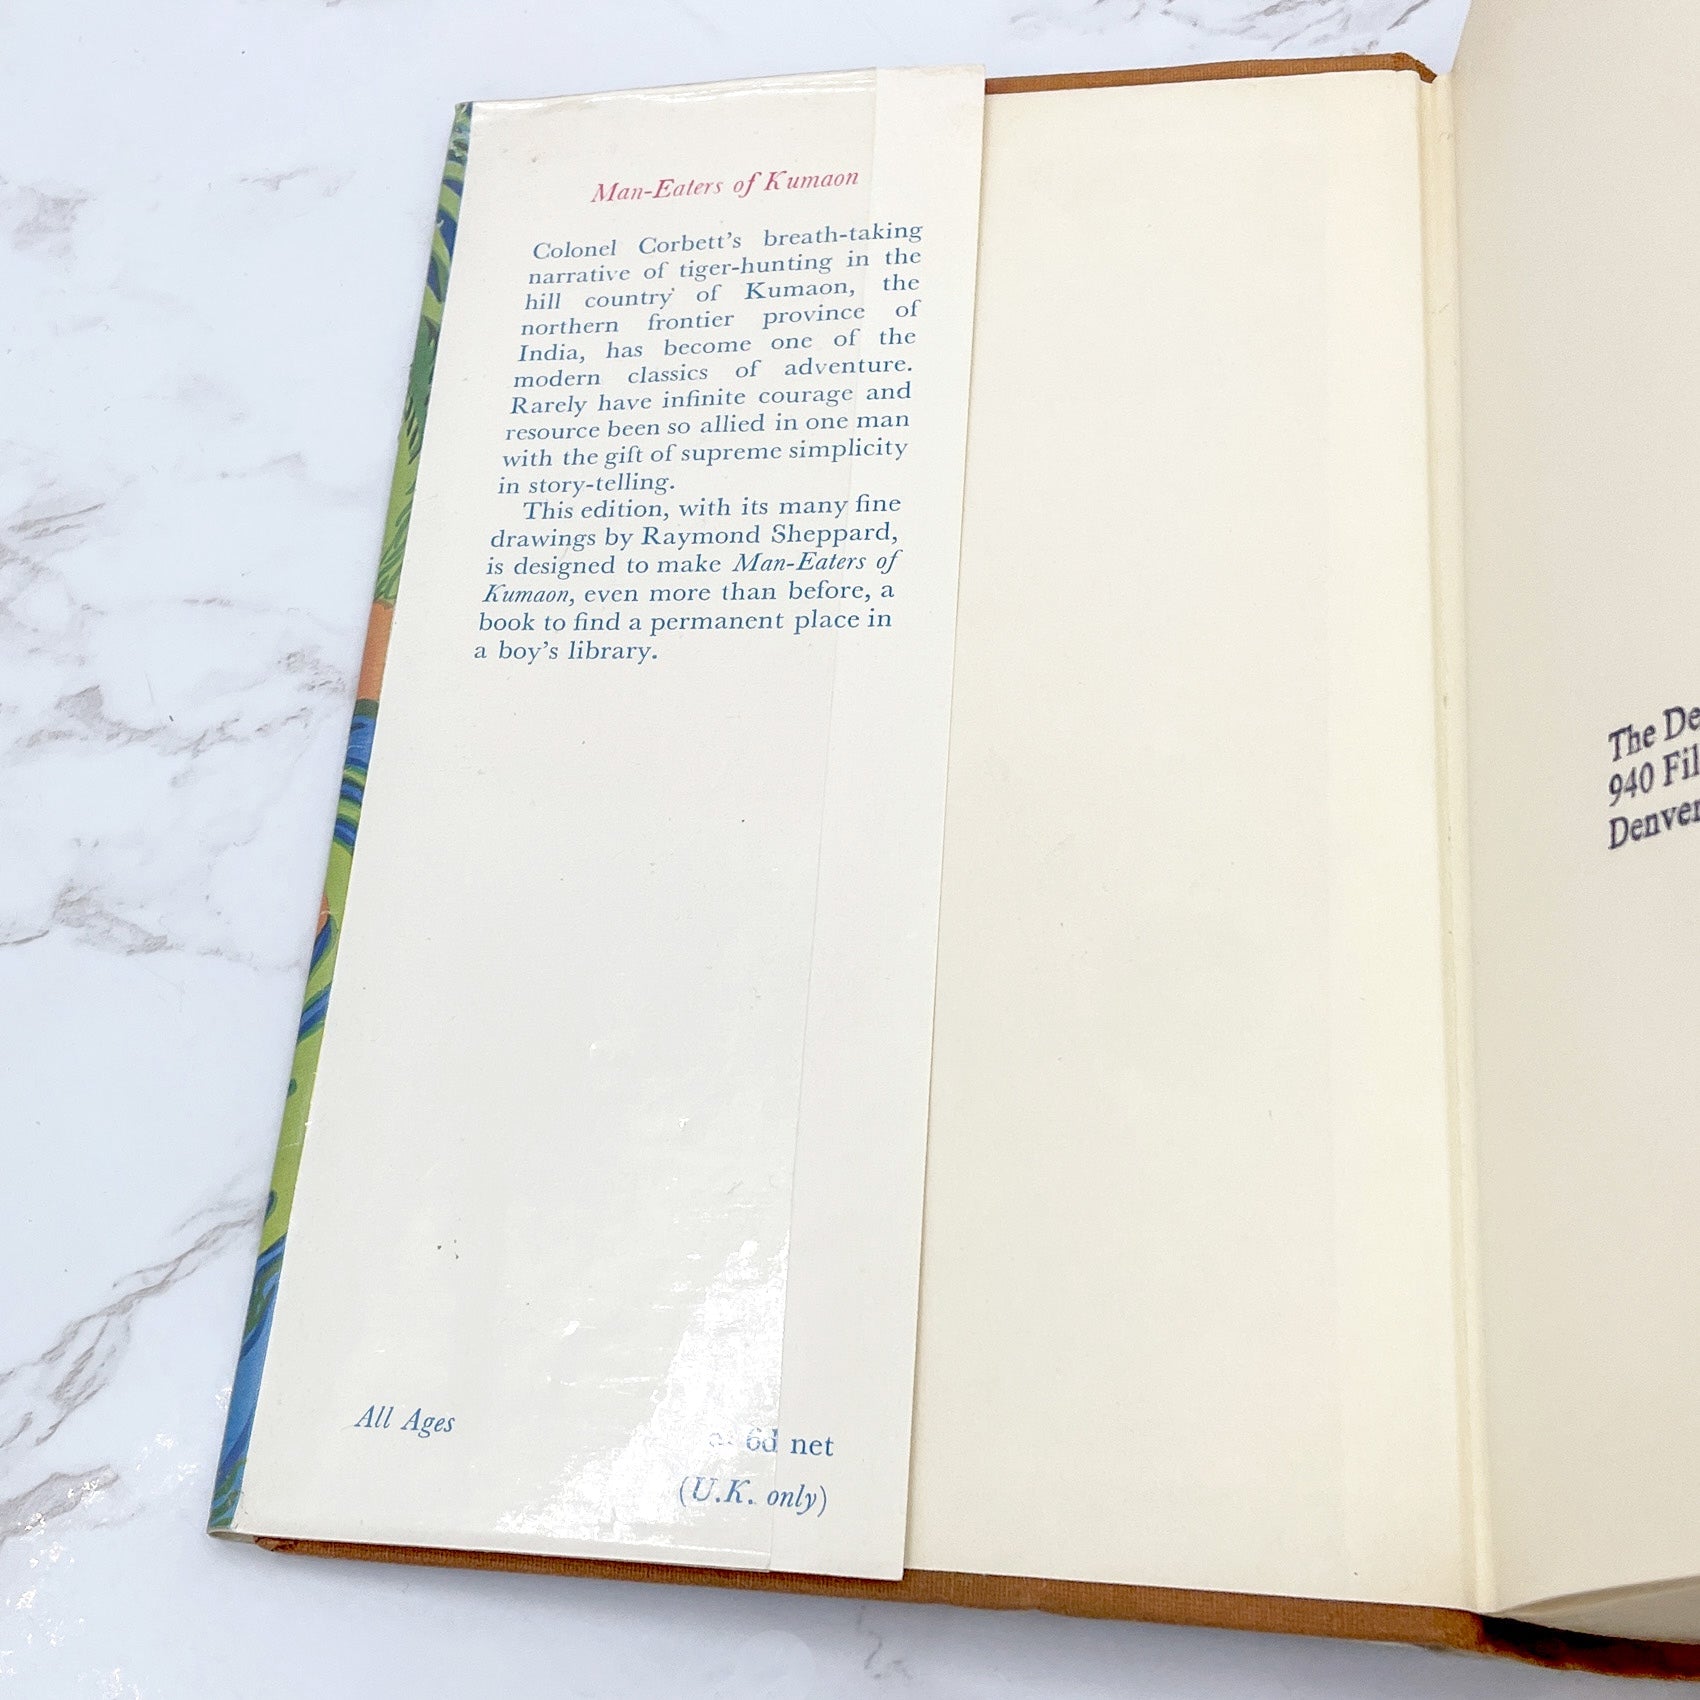 Man-Eaters of Kumaon
Colonel Corbett's breath-taking
narrative of tiger-hunting in the
hill country of Kumaon, the
northern frontier province of
India, has become one of the
modern classics of adventure.
Rarely have infinite courage and
resource been so allied in one man
with the gift of supreme simplicity
in story-telling.
This edition, with its many fine
drawings by Raymond Sheppard,
is designed to make Man-Eaters of
Kumaon, even more than before, a
book to find a permanent place in
a boy's library.
All Ages
6d net
(U.K. only)
The De
940 Fil
Denver